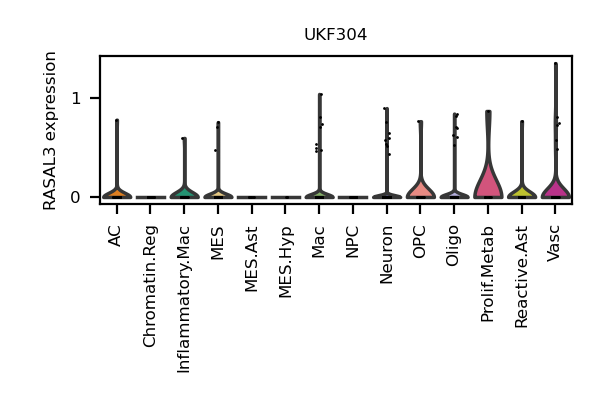 UKF304
RASAL3 expression
1
0
AC
Chromatin.Reg
Inflammatory.Mac
MES
MES.Ast
MES.Hyp
Mac
NPC
Neuron
OPC
Oligo
Prolif.Metab
Reactive.Ast
Vasc